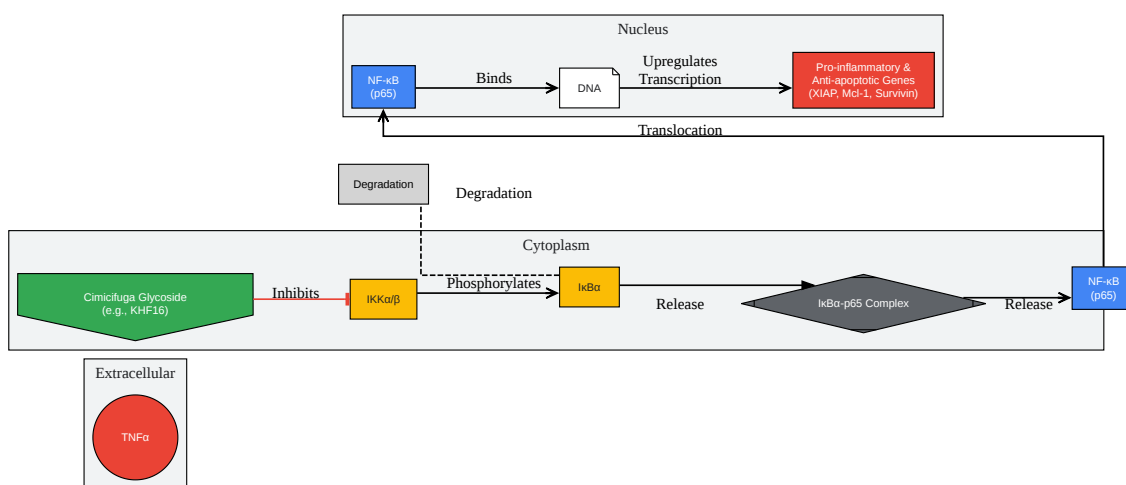 Nucleus
NF-κB
(p65)
Binds
DNA
Upregulates
Transcription
Pro-inflammatory &
Anti-apoptotic Genes
(XIAP, Mcl-1, Survivin)
Translocation
Degradation
Degradation
Cytoplasm
Cimicifuga Glycoside
(e.g., KHF16)
Inhibits
IKKα/β
Phosphorylates
IκBα
Release
IκBα-p65 Complex
Release
NF-κB
(p65)
Extracellular
TNFα